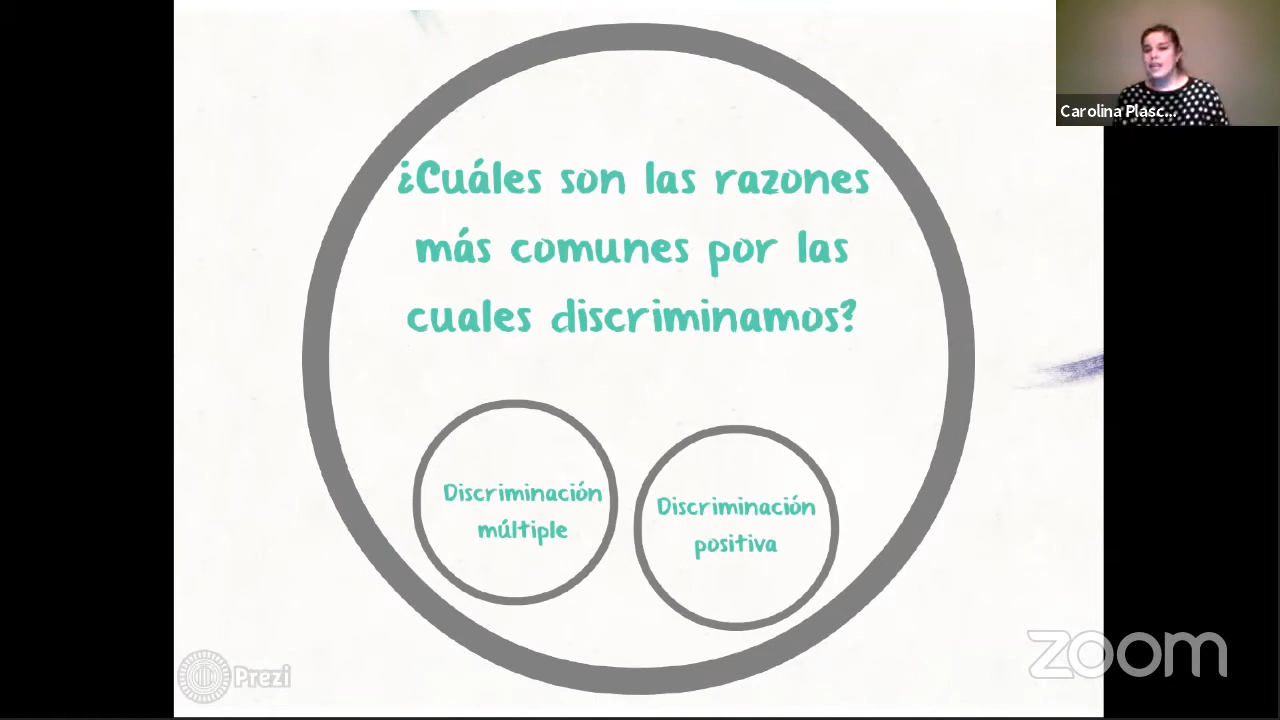 Carolina Plasc...
¿Cuáles son las razones
más comunes por las
cuales discriminamos?
Discriminación
múltiple
Discriminación
positiva
Prezi
zoom